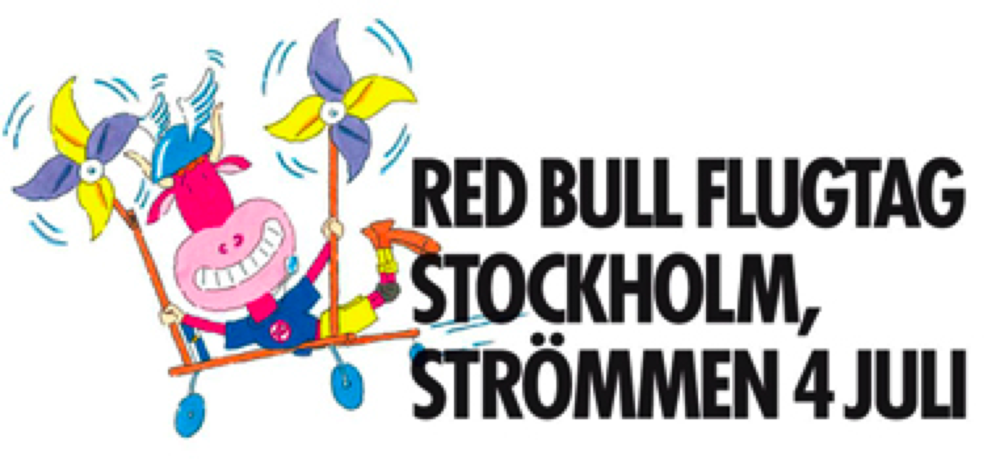 RED BULL FLUGTAG
STOCKHOLM,
STRÖMMEN 4 JULI